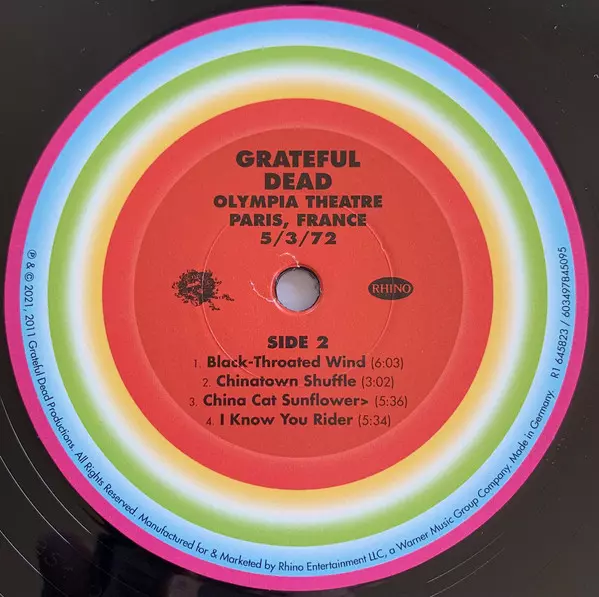 GRATEFUL
DEAD
OLYMPIA THEATRE
PARIS, FRANCE
5/3/72
RHINO
SIDE 2
1. Black-Throated Wind (6:03)
2. Chinatown Shuffle (3:02)
3. China Cat Sunflower> (5:36)
4. I Know You Rider (5:34)
℗ & © 2021, 2011 Grateful Dead Productions. All Rights Reserved. Manufactured for & Marketed by Rhino Entertainment LLC, a Warner Music Group Company. Made in Germany.
R1 645823 / 603497845095